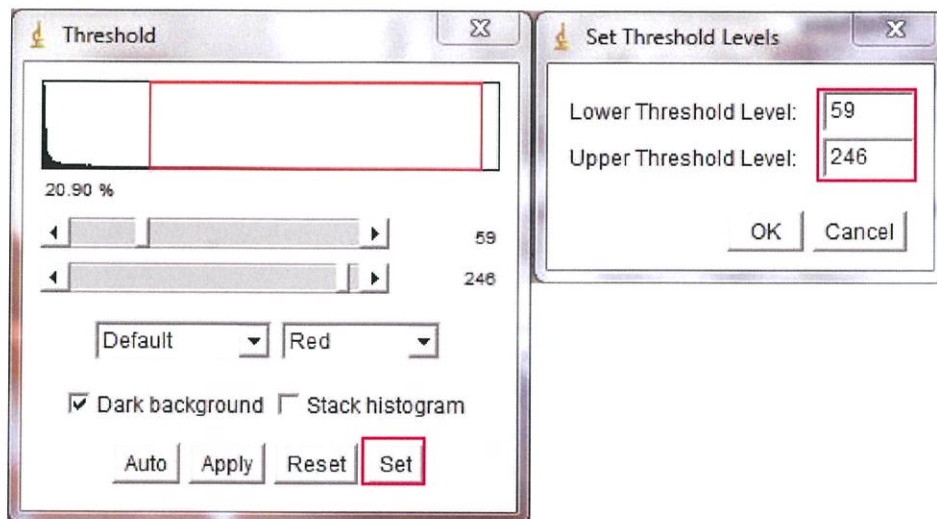 Threshold
20.90 %
59
246
Default Red
Dark background Stack histogram
Auto Apply Reset Set
Set Threshold Levels
Lower Threshold Level: 59
Upper Threshold Level: 246
OK Cancel